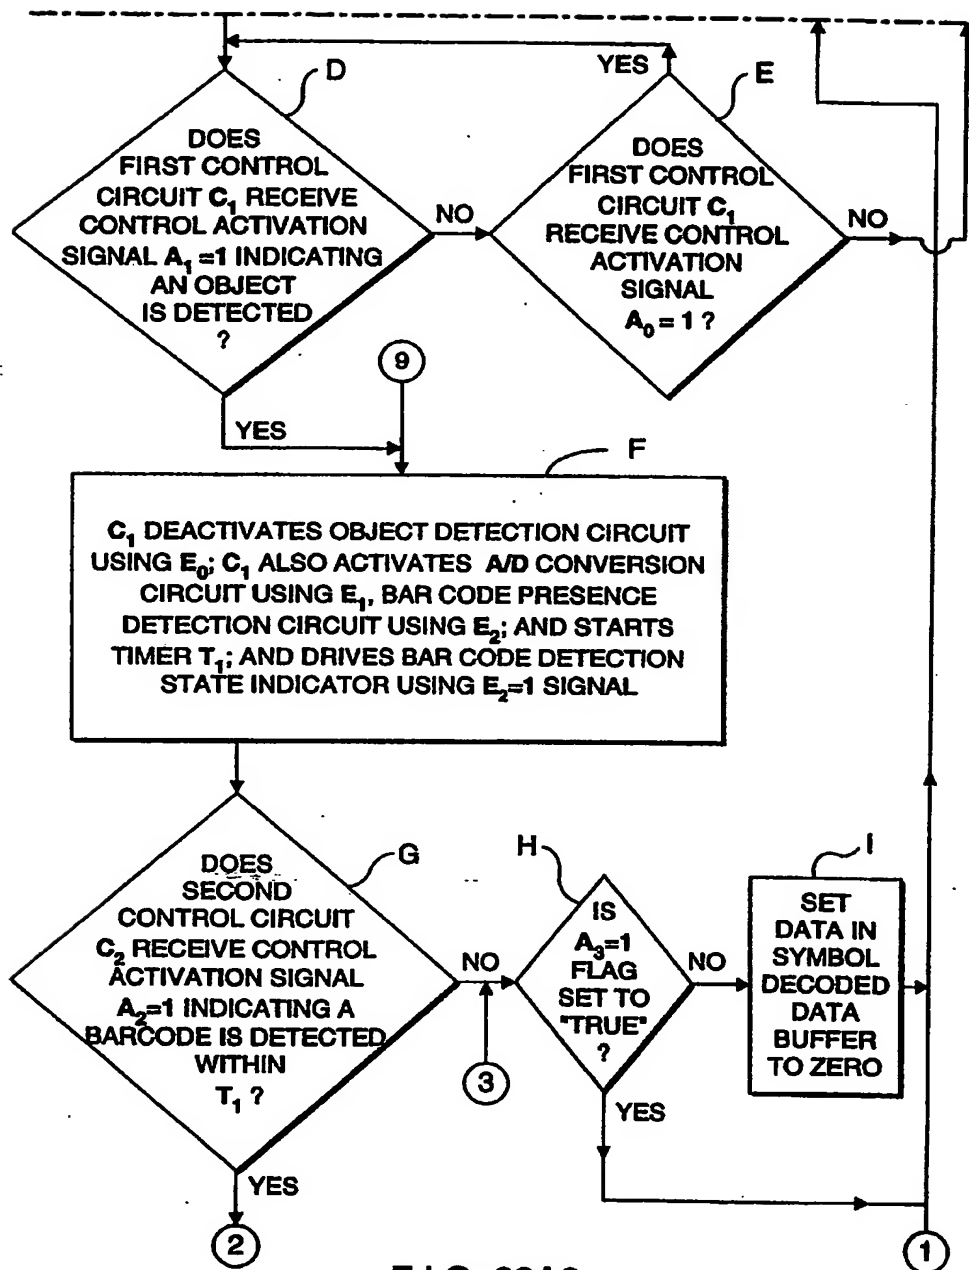 YES
D
E
DOES
FIRST CONTROL
CIRCUIT C₁ RECEIVE
CONTROL ACTIVATION
SIGNAL A₁ =1 INDICATING
AN OBJECT
IS DETECTED
?
NO
DOES
FIRST CONTROL
CIRCUIT C₁
RECEIVE CONTROL
ACTIVATION
SIGNAL
A₀ = 1 ?
NO
9
YES
F
C₁ DEACTIVATES OBJECT DETECTION CIRCUIT
USING E₀; C₁ ALSO ACTIVATES A/D CONVERSION
CIRCUIT USING E₁, BAR CODE PRESENCE
DETECTION CIRCUIT USING E₂; AND STARTS
TIMER T₁; AND DRIVES BAR CODE DETECTION
STATE INDICATOR USING E₂=1 SIGNAL
G
DOES
SECOND
CONTROL CIRCUIT
C₂ RECEIVE CONTROL
ACTIVATION SIGNAL
A₂=1 INDICATING A
BARCODE IS DETECTED
WITHIN
T₁ ?
NO
3
H
IS
A₃=1
FLAG
SET TO
"TRUE"
?
NO
I
SET
DATA IN
SYMBOL
DECODED
DATA
BUFFER
TO ZERO
YES
YES
2
1